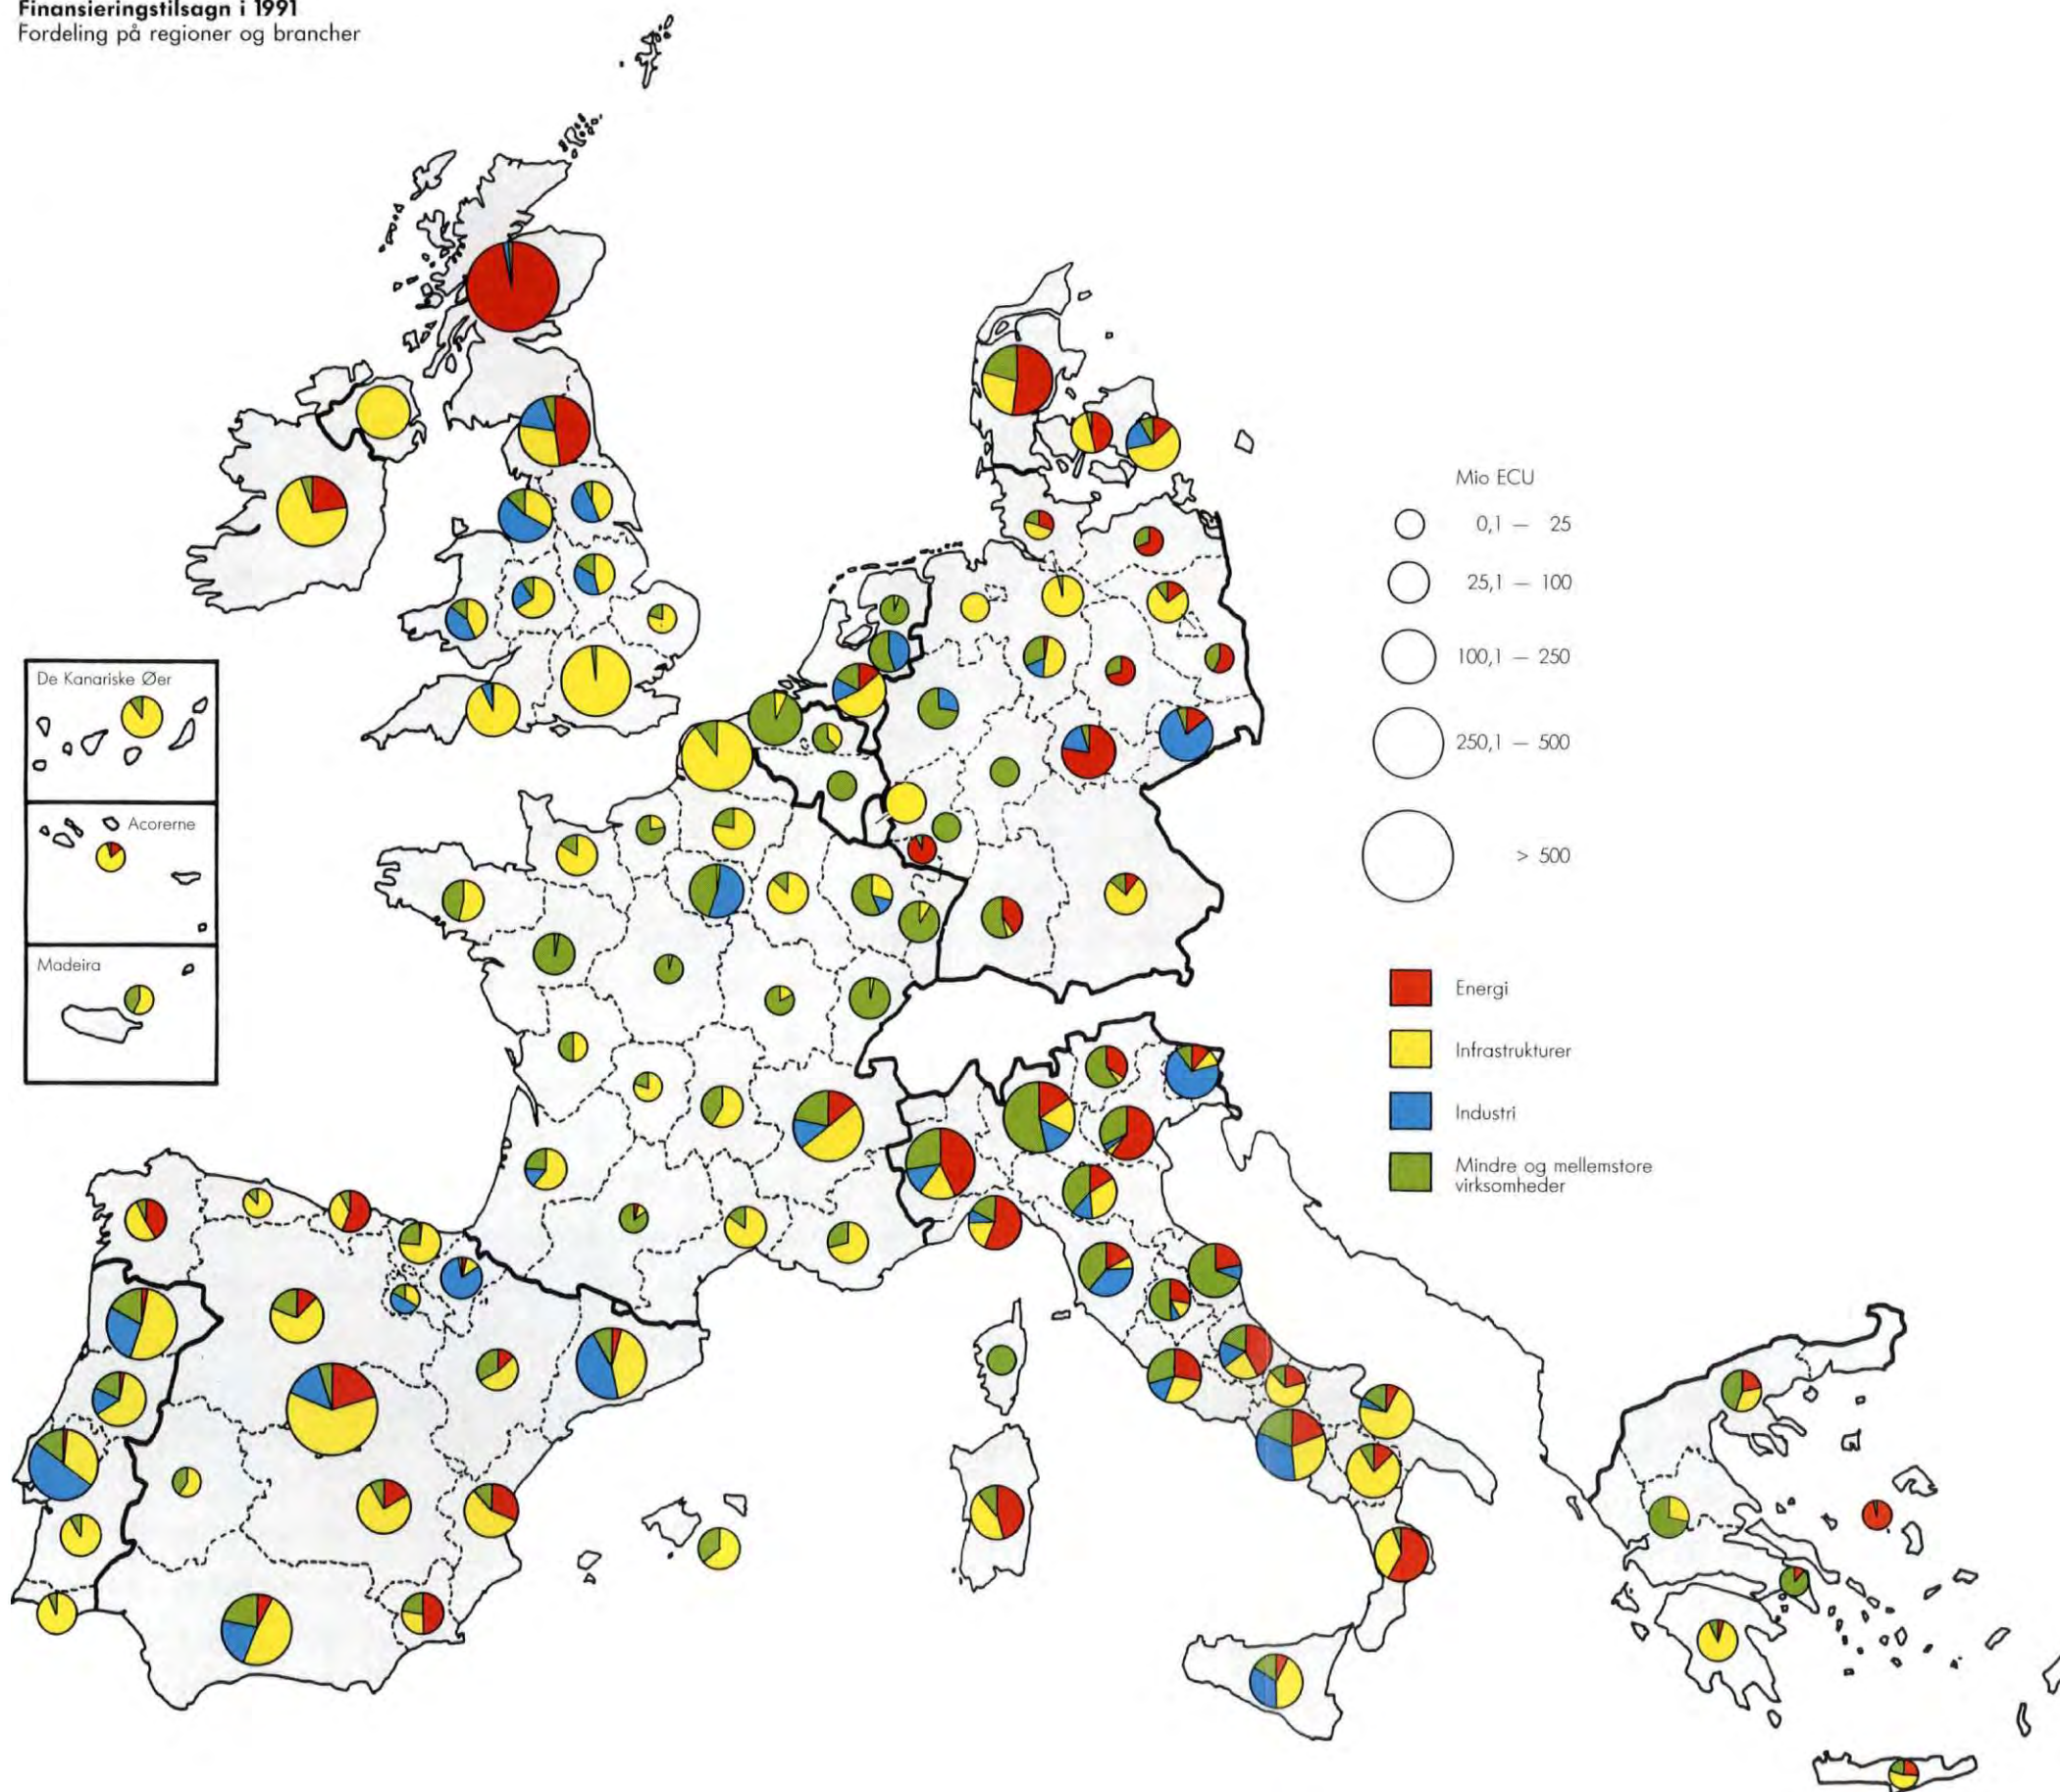 Finansieringstilsagn i 1991
Fordeling på regioner og brancher
Mio ECU
0,1 — 25
25,1 — 100
100,1 — 250
250,1 — 500
> 500
De Kanariske Øer
Acorerne
Madeira
Energi
Infrastrukturer
Industri
Mindre og mellemstore
virksomheder